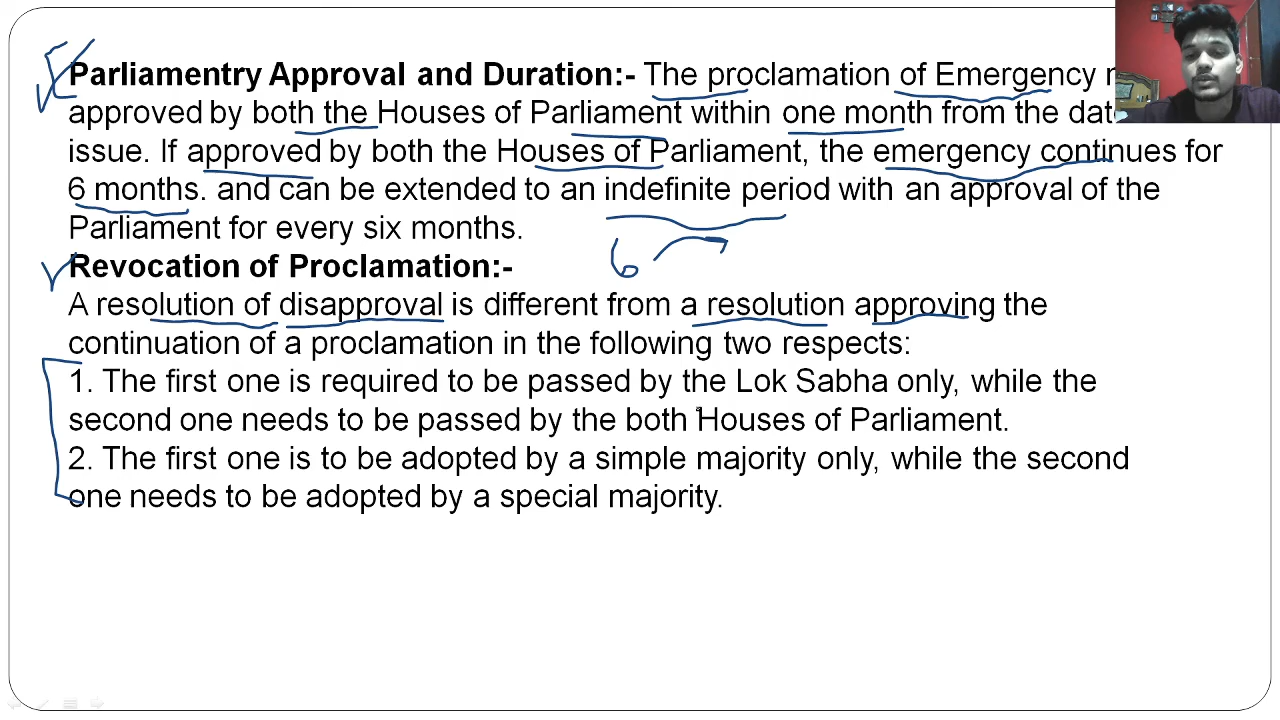 Parliamentry Approval and Duration:- The proclamation of Emergency
approved by both the Houses of Parliament within one month from the
issue. If approved by both the Houses of Parliament, the emergency continues for
6 months. and can be extended to an indefinite period with an approval of the
Parliament for every six months.
6
Revocation of Proclamation:-
A resolution of disapproval is different from a resolution approving the
continuation of a proclamation in the following two respects:
1. The first one is required to be passed by the Lok Sabha only, while the
second one needs to be passed by the both Houses of Parliament.
2. The first one is to be adopted by a simple majority only, while the second
one needs to be adopted by a special majority.